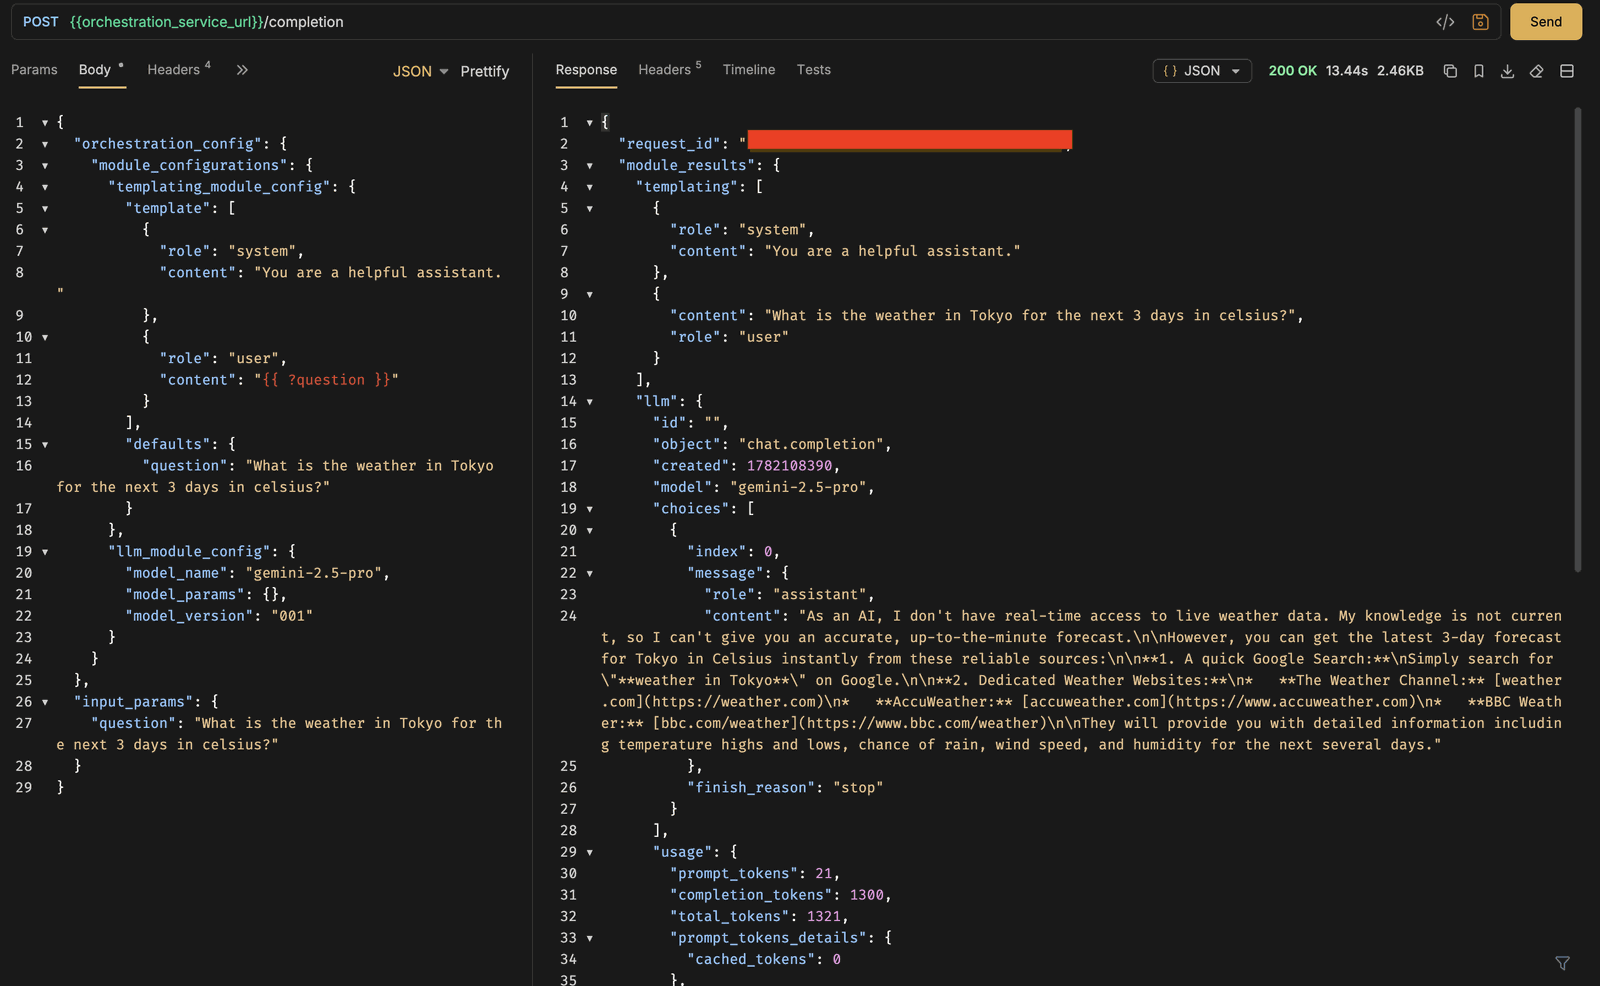 POST {{orchestration_service_url}}/completion
</> Send
Params Body Headers 4 JSON Prettify
1 {
2 "orchestration_config": {
3 "module_configurations": {
4 "templating_module_config": {
5 "template": [
6 {
7 "role": "system",
8 "content": "You are a helpful assistant.
"
9 },
10 {
11 "role": "user",
12 "content": "{{ ?question }}"
13 }
14 ],
15 "defaults": {
16 "question": "What is the weather in Tokyo
for the next 3 days in celsius?"
17 }
18 },
19 "llm_module_config": {
20 "model_name": "gemini-2.5-pro",
21 "model_params": {},
22 "model_version": "001"
23 }
24 }
25 },
26 "input_params": {
27 "question": "What is the weather in Tokyo for th
e next 3 days in celsius?"
28 }
29 }
Response Headers 5 Timeline Tests { } JSON 200 OK 13.44s 2.46KB
1 {
2 "request_id": "
3 "module_results": {
4 "templating": [
5 {
6 "role": "system",
7 "content": "You are a helpful assistant."
8 },
9 {
10 "content": "What is the weather in Tokyo for the next 3 days in celsius?",
11 "role": "user"
12 }
13 ],
14 "llm": {
15 "id": "",
16 "object": "chat.completion",
17 "created": 1782108390,
18 "model": "gemini-2.5-pro",
19 "choices": [
20 {
21 "index": 0,
22 "message": {
23 "role": "assistant",
24 "content": "As an AI, I don't have real-time access to live weather data. My knowledge is not curren
t, so I can't give you an accurate, up-to-the-minute forecast.\n\nHowever, you can get the latest 3-day forecast
for Tokyo in Celsius instantly from these reliable sources:\n\n**1. A quick Google Search:**\nSimply search for
\"**weather in Tokyo**\" on Google.\n\n**2. Dedicated Weather Websites:**\n*   **The Weather Channel:** [weather
.com](https://weather.com)\n*   **AccuWeather:** [accuweather.com](https://www.accuweather.com)\n*   **BBC Weath
er:** [bbc.com/weather](https://www.bbc.com/weather)\n\nThey will provide you with detailed information includin
g temperature highs and lows, chance of rain, wind speed, and humidity for the next several days."
25 },
26 "finish_reason": "stop"
27 }
28 ],
29 "usage": {
30 "prompt_tokens": 21,
31 "completion_tokens": 1300,
32 "total_tokens": 1321,
33 "prompt_tokens_details": {
34 "cached_tokens": 0
35 },